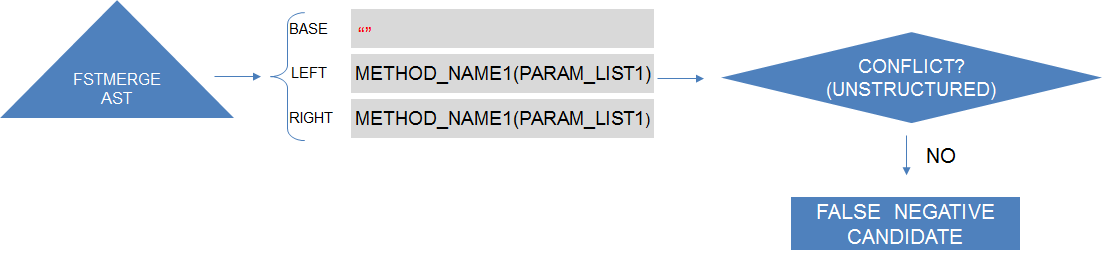 FSTMERGE
AST
BASE
“”
LEFT
METHOD_NAME1(PARAM_LIST1)
RIGHT
METHOD_NAME1(PARAM_LIST1)
CONFLICT?
(UNSTRUCTURED)
NO
FALSE NEGATIVE
CANDIDATE